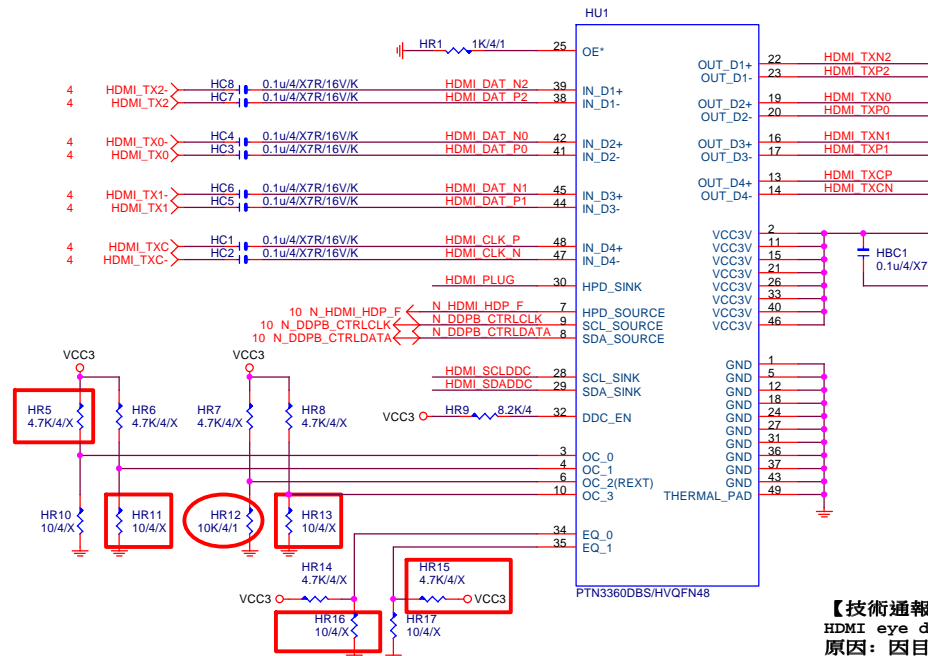 HU1
HR1 1K/4/1 25 OE*
4 HDMI_TX2- HC8 0.1u/4/X7R/16V/K HDMI_DAT_N2 39 IN_D1+
4 HDMI_TX2 HC7 0.1u/4/X7R/16V/K HDMI_DAT_P2 38 IN_D1-
4 HDMI_TX0- HC4 0.1u/4/X7R/16V/K HDMI_DAT_N0 42 IN_D2+
4 HDMI_TX0 HC3 0.1u/4/X7R/16V/K HDMI_DAT_P0 41 IN_D2-
4 HDMI_TX1- HC6 0.1u/4/X7R/16V/K HDMI_DAT_N1 45 IN_D3+
4 HDMI_TX1 HC5 0.1u/4/X7R/16V/K HDMI_DAT_P1 44 IN_D3-
4 HDMI_TXC HC1 0.1u/4/X7R/16V/K HDMI_CLK_P 48 IN_D4+
4 HDMI_TXC- HC2 0.1u/4/X7R/16V/K HDMI_CLK_N 47 IN_D4-
HDMI_PLUG 30 HPD_SINK
10 N_HDMI_HDP_F N_HDMI_HDP_F 7 HPD_SOURCE
10 N_DDPB_CTRLCLK N_DDPB_CTRLCLK 9 SCL_SOURCE
10 N_DDPB_CTRLDATA N_DDPB_CTRLDATA 8 SDA_SOURCE
HDMI_SCLDDC 28 SCL_SINK
HDMI_SDADDC 29 SDA_SINK
VCC3 HR9 8.2K/4 32 DDC_EN
3 OC_0
4 OC_1
6 OC_2(REXT)
10 OC_3
34 EQ_0
35 EQ_1
OUT_D1+ 22 HDMI_TXN2
OUT_D1- 23 HDMI_TXP2
OUT_D2+ 19 HDMI_TXN0
OUT_D2- 20 HDMI_TXP0
OUT_D3+ 16 HDMI_TXN1
OUT_D3- 17 HDMI_TXP1
OUT_D4+ 13 HDMI_TXCP
OUT_D4- 14 HDMI_TXCN
VCC3V 2
VCC3V 11
VCC3V 15
VCC3V 21
VCC3V 26
VCC3V 33
VCC3V 40
VCC3V 46
HBC1
0.1u/4/X7
GND 1
GND 5
GND 12
GND 18
GND 24
GND 27
GND 31
GND 36
GND 37
GND 43
THERMAL_PAD 49
VCC3 VCC3
HR5 HR6 HR7 HR8
4.7K/4/X 4.7K/4/X 4.7K/4/X 4.7K/4/X
HR10 HR11 HR12 HR13
10/4/X 10/4/X 10K/4/1 10/4/X
HR14 HR15
4.7K/4/X 4.7K/4/X
VCC3 VCC3
HR16 HR17
10/4/X 10/4/X
PTN3360DBS/HVQFN48
【技術通報
HDMI eye d
原因: 因目